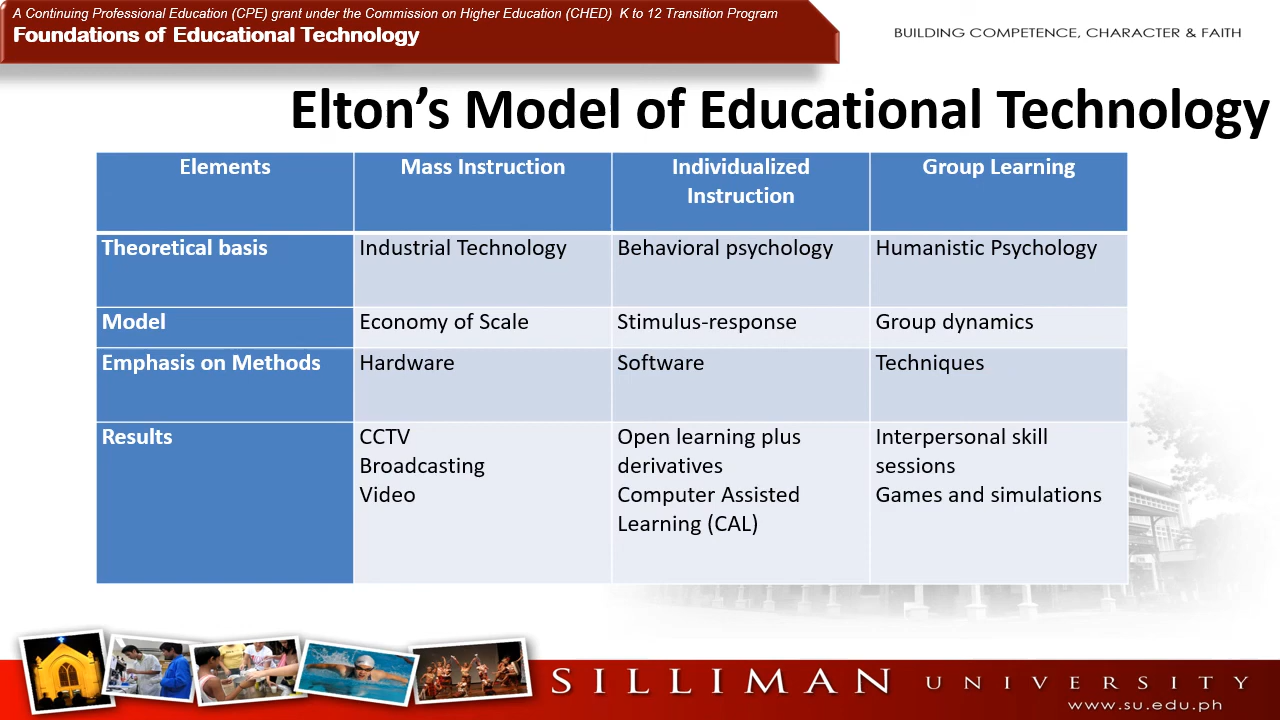 A Continuing Professional Education (CPE) grant under the Commission on Higher Education (CHED) K to 12 Transition Program
Foundations of Educational Technology
BUILDING COMPETENCE, CHARACTER & FAITH
Elton's Model of Educational Technology
Elements
Mass Instruction
Individualized
Instruction
Group Learning
Theoretical basis
Industrial Technology
Behavioral psychology
Humanistic Psychology
Model
Economy of Scale
Stimulus-response
Group dynamics
Emphasis on Methods
Hardware
Software
Techniques
Results
CCTV
Broadcasting
Video
Open learning plus
derivatives
Computer Assisted
Learning (CAL)
Interpersonal skill
sessions
Games and simulations
SILLIMAN UNIVERSITY
www.su.edu.ph